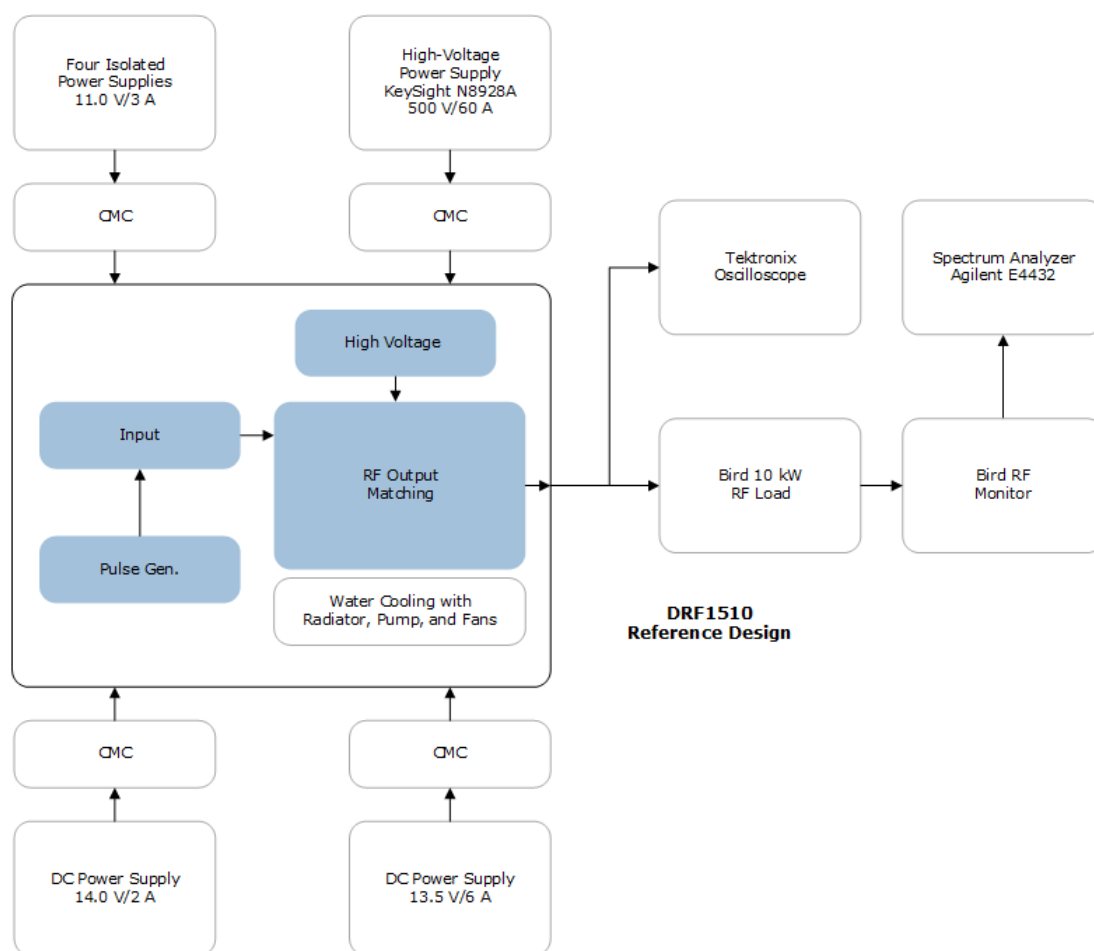 Four Isolated
Power Supplies
11.0 V/3 A
High-Voltage
Power Supply
KeySight N8928A
500 V/60 A
CMC
CMC
Tektronix
Oscilloscope
Spectrum Analyzer
Agilent E4432
High Voltage
Input
RF Output
Matching
Bird 10 kW
RF Load
Bird RF
Monitor
Pulse Gen.
Water Cooling with
Radiator, Pump, and Fans
DRF1510
Reference Design
CMC
CMC
DC Power Supply
14.0 V/2 A
DC Power Supply
13.5 V/6 A